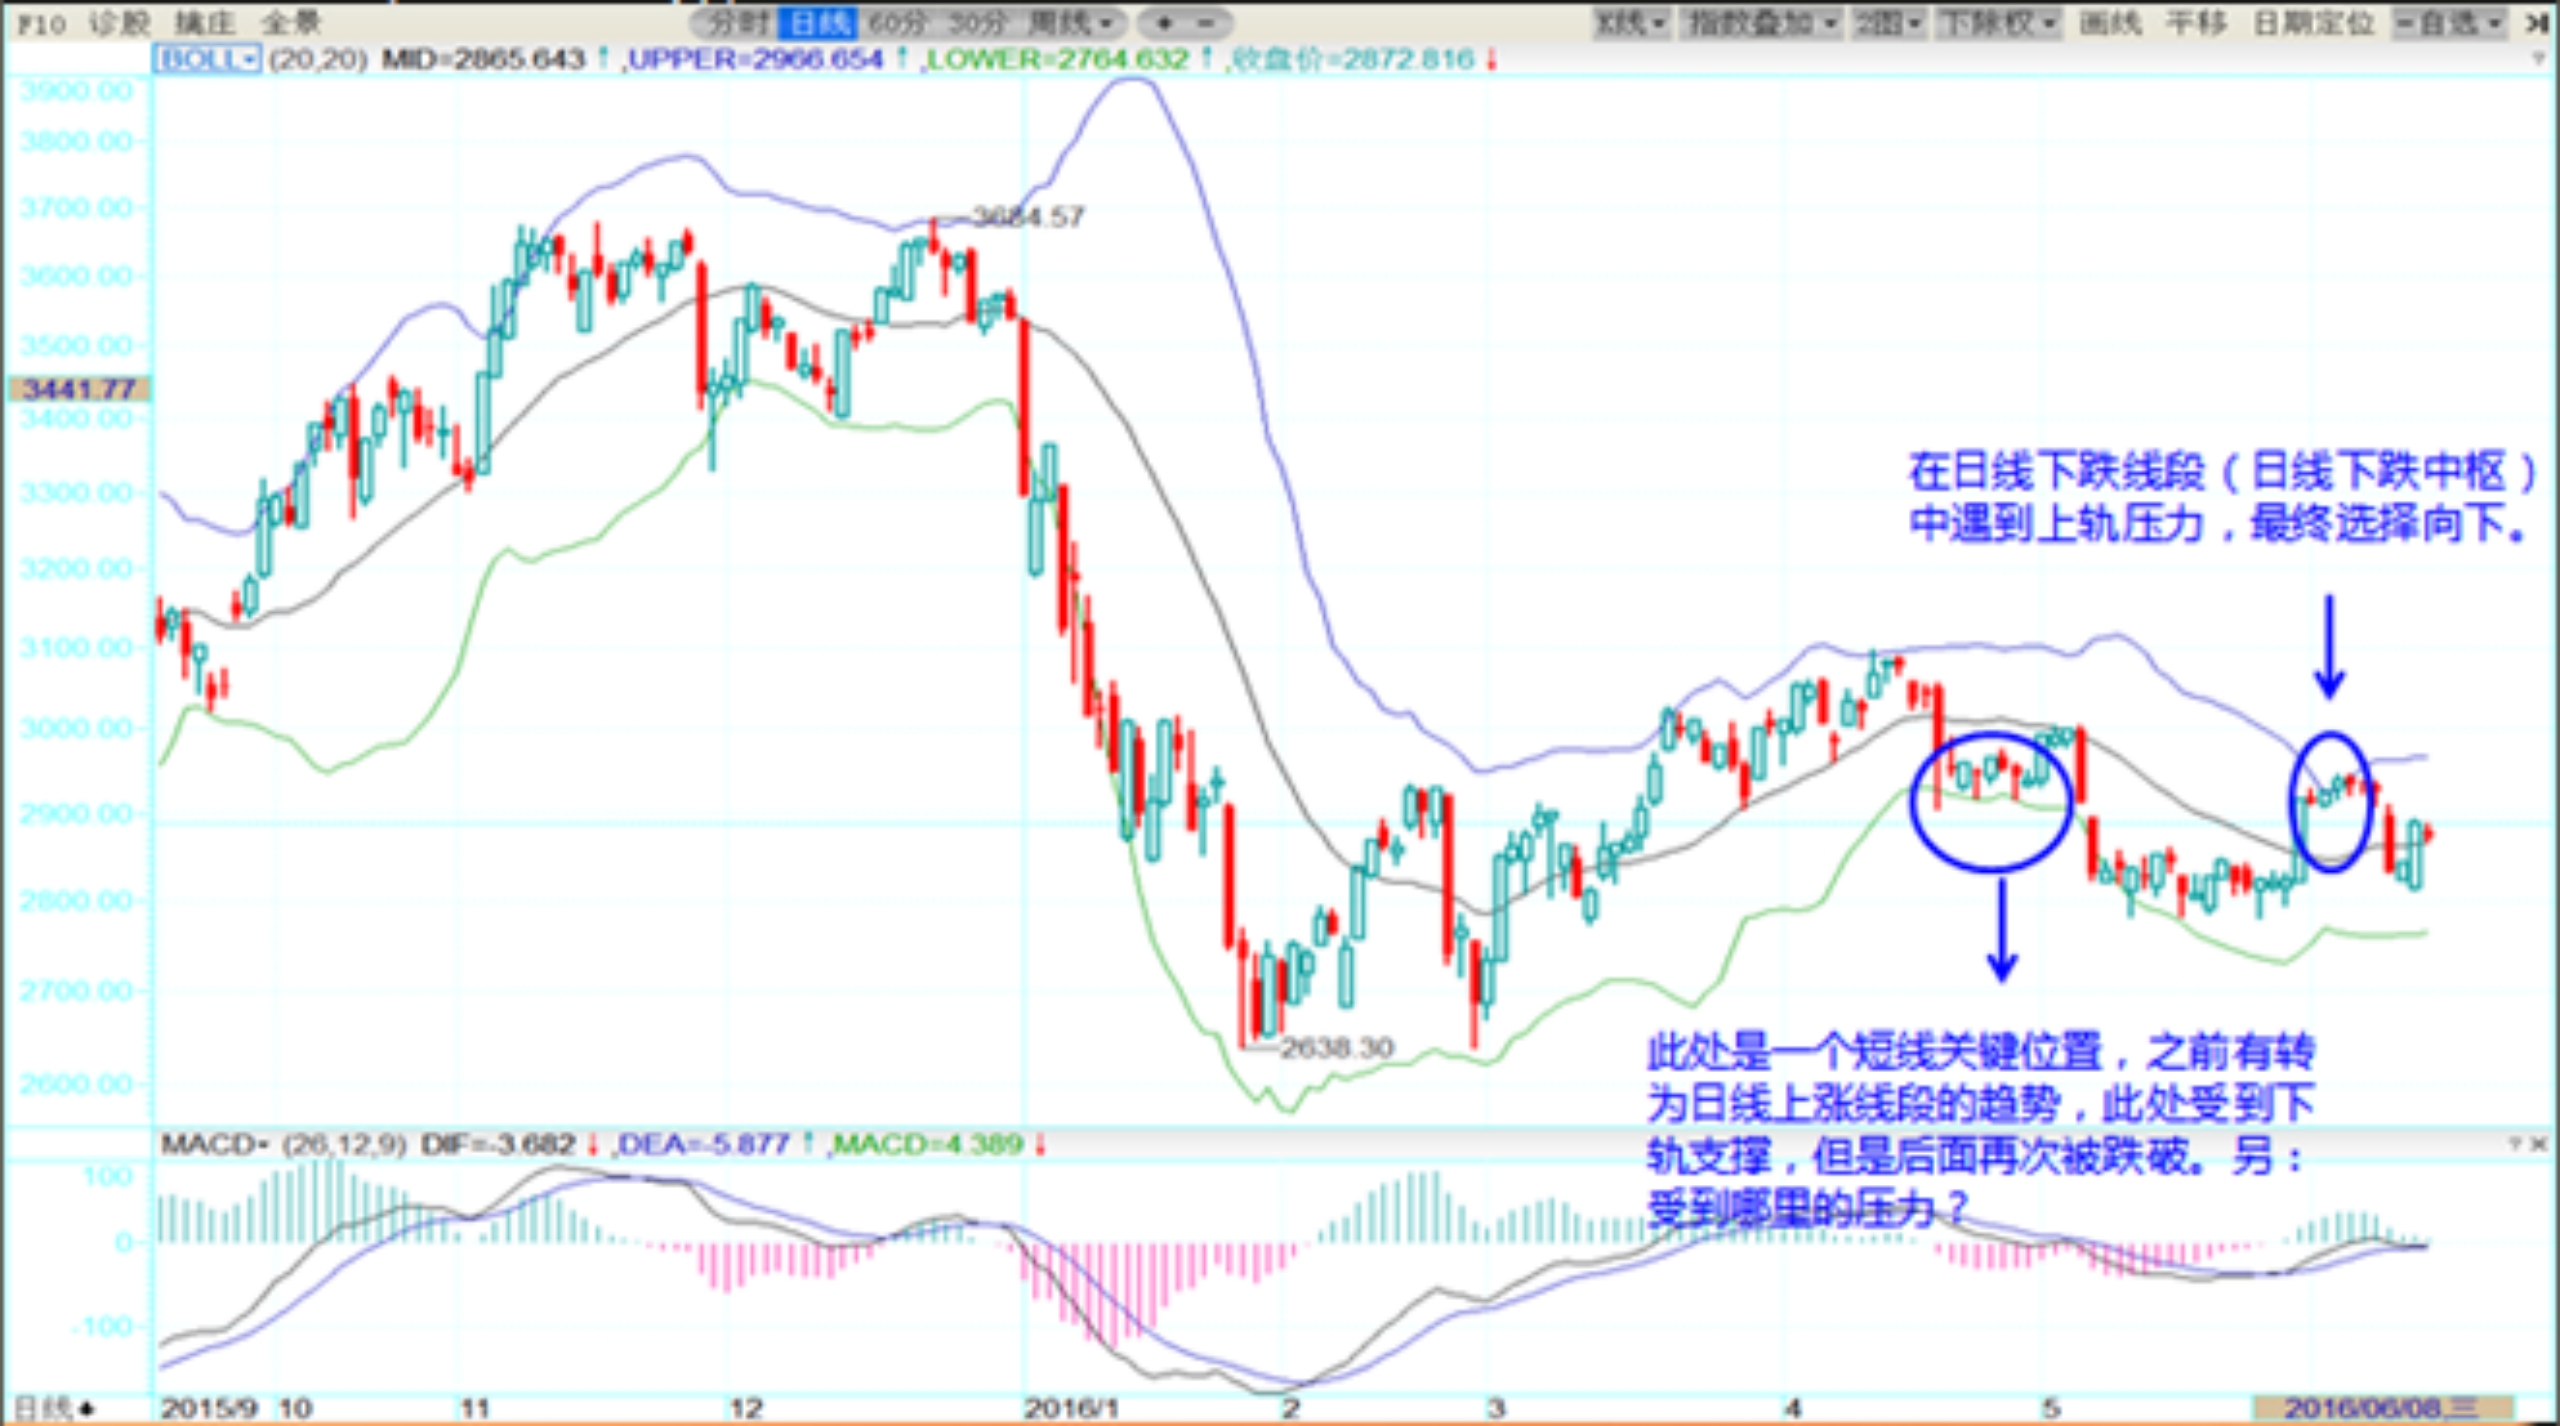 F10 诊股 擒庄 全景 分时 日线 60分 30分 周线 + - K线 指数叠加 2图 下除权 画线 平移 日期定位 -自选
BOLL (20,20) MID=2865.643↑,UPPER=2966.654↑,LOWER=2764.632↑,收盘价=2872.816↓
3900.00
3800.00
3700.00
3684.57
3600.00
3500.00
3441.77
3400.00
在日线下跌线段（日线下跌中枢）
中遇到上轨压力，最终选择向下。
3300.00
3200.00
3100.00
3000.00
2900.00
2800.00
2700.00
2638.30
2600.00
此处是一个短线关键位置，之前有转
为日线上涨线段的趋势，此处受到下
轨支撑，但是后面再次被跌破。另：
受到哪里的压力？
MACD (26,12,9) DIF=-3.682↓,DEA=-5.877↑,MACD=4.389↓
100
0
-100
日线 2015/9 10 11 12 2016/1 2 3 4 5 2016/06/08,三